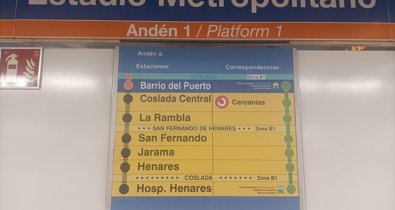 Estadio Metropolitano
Andén 1 / Platform 1
Andén a:
Estaciones: Correspondencias:
COSLADA Zona B1
Barrio del Puerto
Coslada Central Cercanías
La Rambla
SAN FERNANDO DE HENARES Zona B1
San Fernando
Jarama
Henares
COSLADA Zona B1
Hosp. Henares